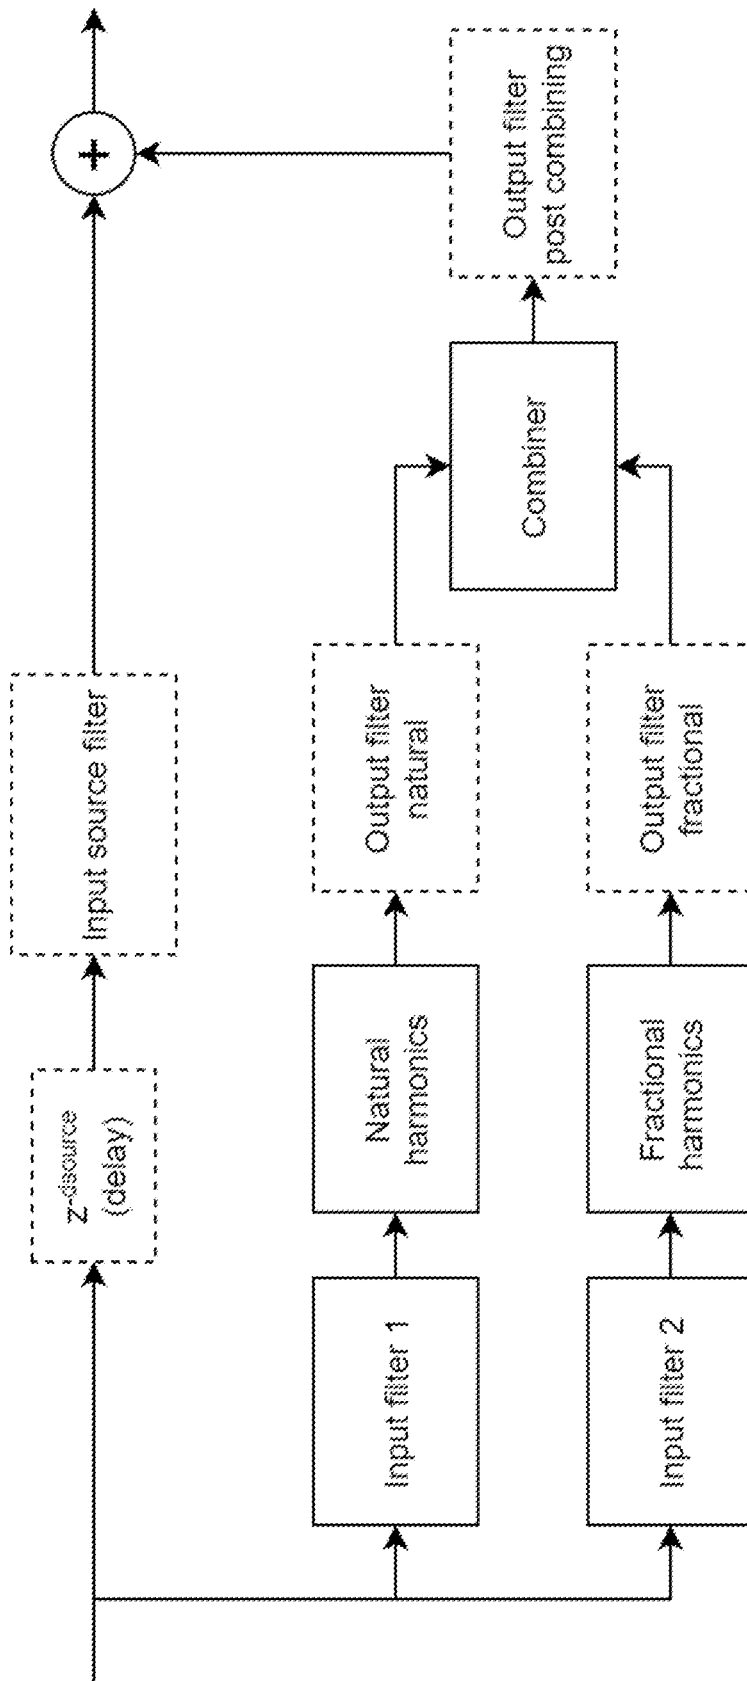 z-dsource
(delay)
Input source filter
+
Input filter 1
Natural
harmonics
Output filter
natural
Input filter 2
Fractional
harmonics
Output filter
fractional
Combiner
Output filter
post combining